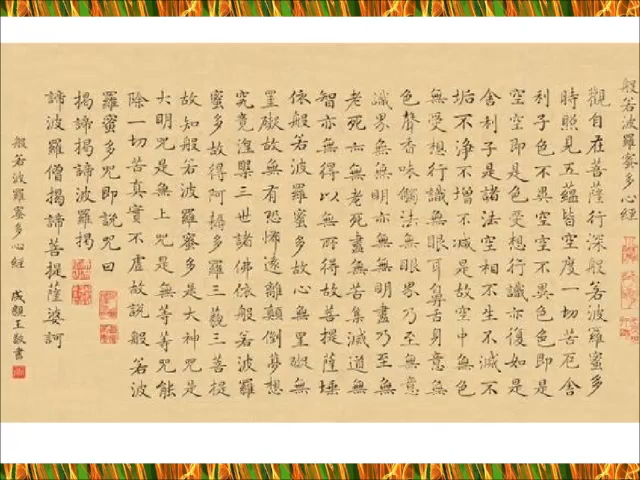 般若波羅蜜多心經
觀自在菩薩行深般若波羅蜜多
時照見五蘊皆空度一切苦厄舍
利子色不異空空不異色色即是
空空即是色受想行識亦復如是
舍利子是諸法空相不生不滅不
垢不淨不增不減是故空中無色
無受想行識無眼耳鼻舌身意無
色聲香味觸法無眼界乃至無意
識界無無明亦無無明盡乃至無
老死亦無老死盡無苦集滅道無
智亦無得以無所得故菩提薩埵
依般若波羅蜜多故心無罣礙無
罣礙故無有恐怖遠離顛倒夢想
究竟涅槃三世諸佛依般若波羅
蜜多故得阿耨多羅三藐三菩提
故知般若波羅蜜多是大神咒是
大明咒是無上咒是無等等咒能
除一切苦真實不虛故說般若波
羅蜜多咒即說咒曰
揭諦揭諦波羅揭
諦波羅僧揭諦菩提薩婆訶
般若波羅蜜多心經
成親王敬書